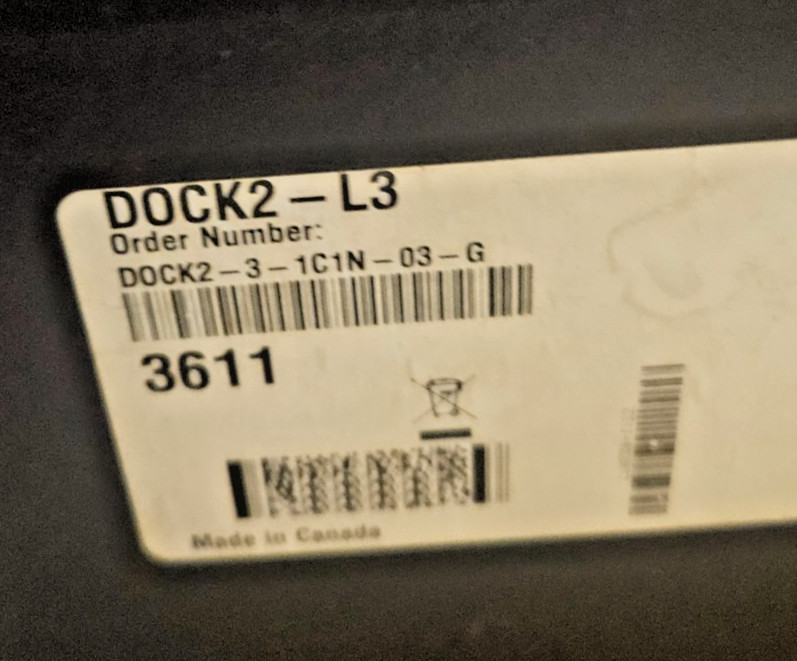 DOCK2-L3
Order Number:
DOCK2-3-1C1N-03-G
3611
Made in Canada